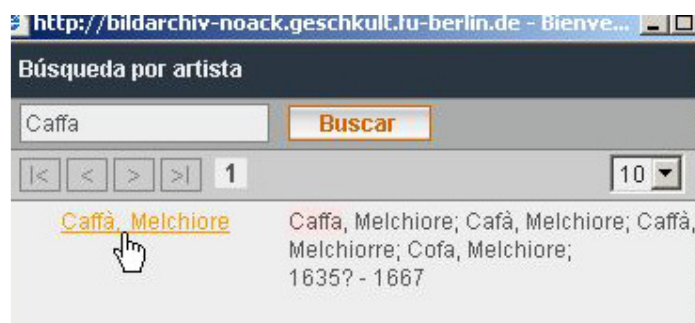 http://bildarchiv-noack.geschkult.fu-berlin.de - Bienve...
Búsqueda por artista
Caffa
Buscar
|< < > >| 1
10
Caffà, Melchiore
Caffa, Melchiore; Cafà, Melchiore; Caffà,
Melchiorre; Cofa, Melchiore;
1635? - 1667